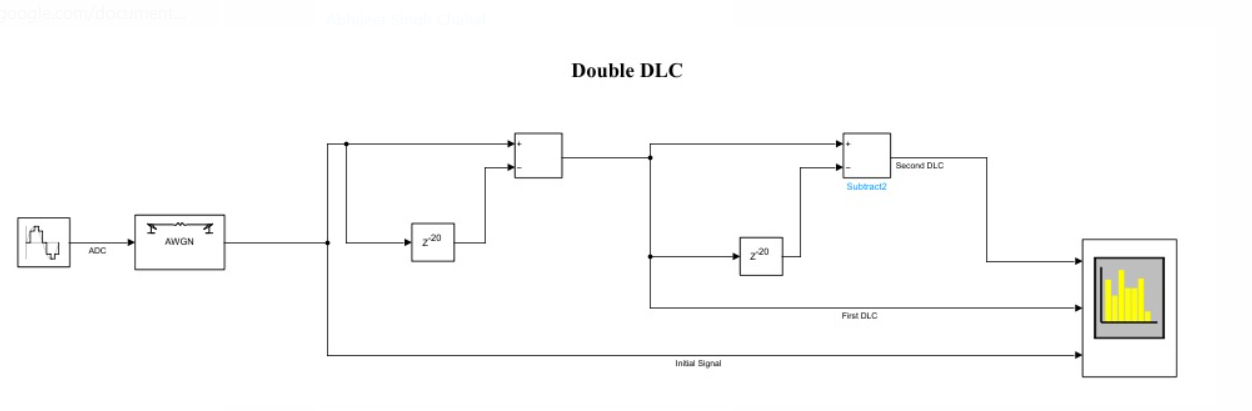 google.com/document...
Double DLC
ADC
AWGN
z-20
+
−
z-20
+
−
Subtract2
Second DLC
First DLC
Initial Signal